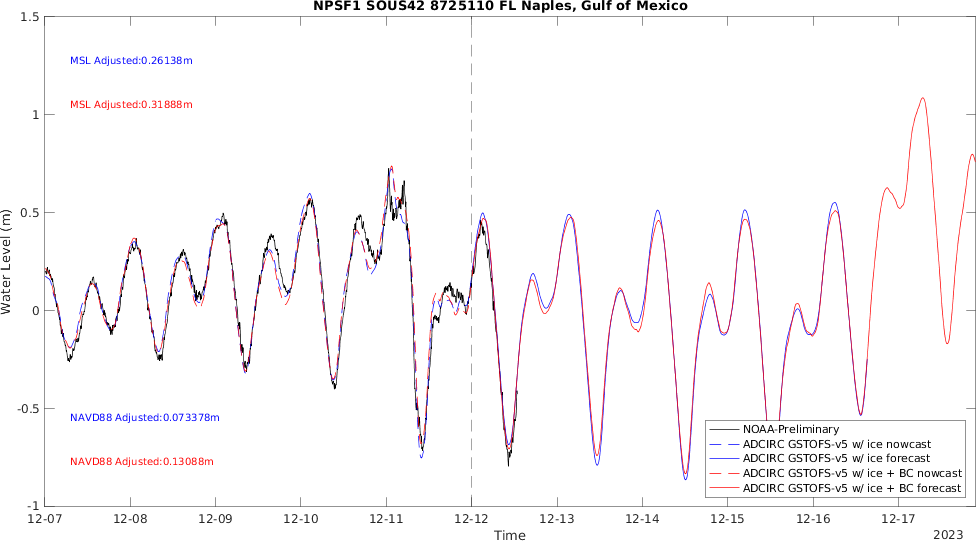 NPSF1 SOUS42 8725110 FL Naples, Gulf of Mexico
1.5
MSL Adjusted:0.26138m
MSL Adjusted:0.31888m
1
0.5
Water Level (m)
0
-0.5
NAVD88 Adjusted:0.073378m
NAVD88 Adjusted:0.13088m
NOAA-Preliminary
ADCIRC GSTOFS-v5 w/ ice nowcast
ADCIRC GSTOFS-v5 w/ ice forecast
ADCIRC GSTOFS-v5 w/ ice + BC nowcast
ADCIRC GSTOFS-v5 w/ ice + BC forecast
-1
12-07 12-08 12-09 12-10 12-11 12-12 12-13 12-14 12-15 12-16 12-17
Time
2023